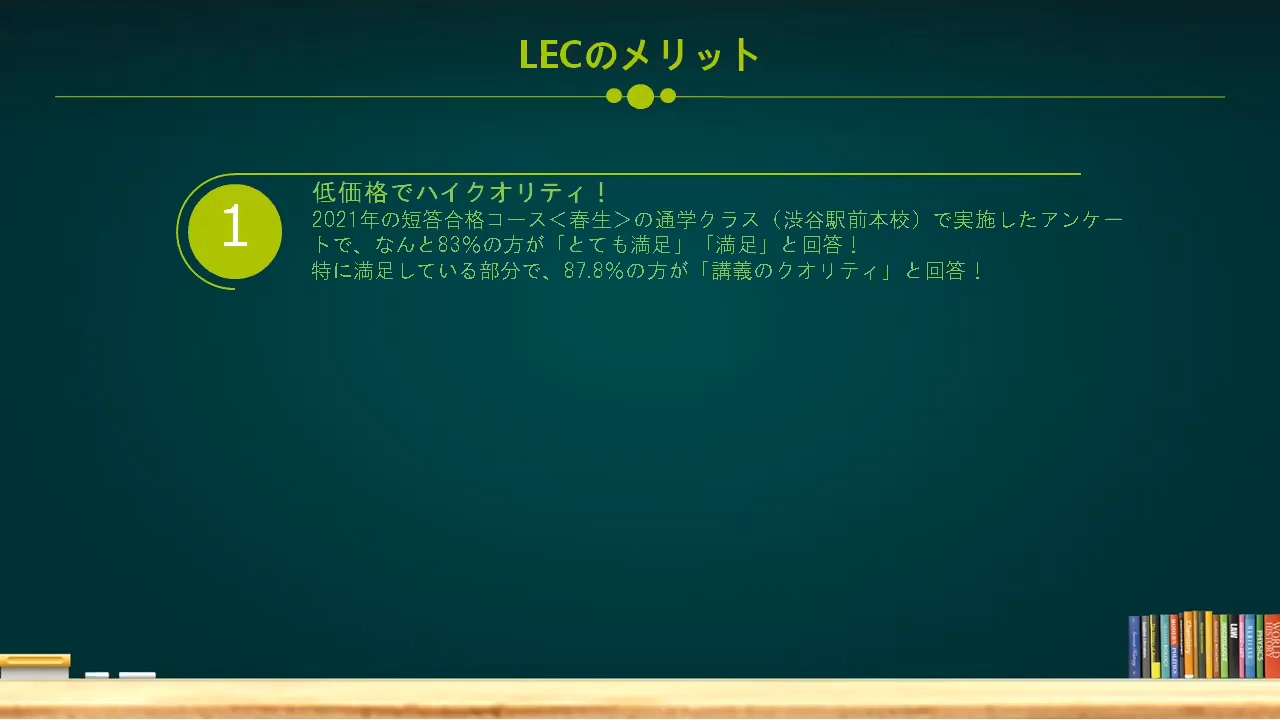 LECのメリット
1
低価格でハイクオリティ！
2021年の短答合格コース＜春生＞の通学クラス（渋谷駅前本校）で実施したアンケー
トで、なんと83%の方が「とても満足」「満足」と回答！
特に満足している部分で、87.8%の方が「講義のクオリティ」と回答！
Chemistry
LAW
PHYSICS
WORLD HISTORY